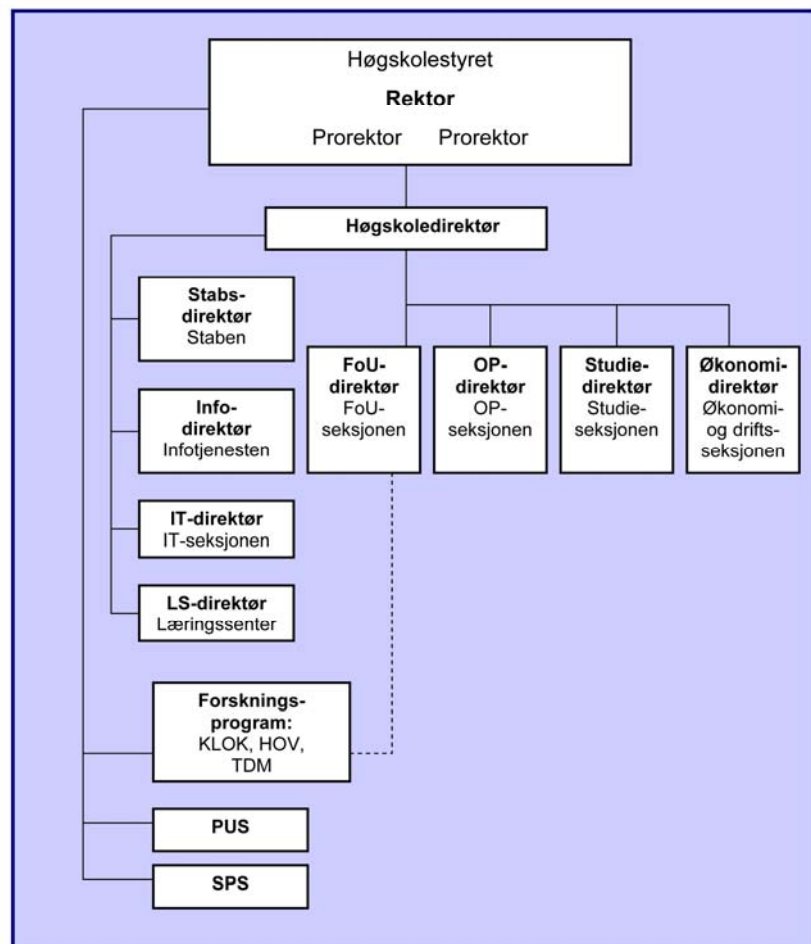 Høgskolestyret
Rektor
Prorektor Prorektor
Høgskoledirektør
Stabs-
direktør
Staben
Info-
direktør
Infotjenesten
IT-direktør
IT-seksjonen
LS-direktør
Læringssenter
FoU-
direktør
FoU-
seksjonen
OP-
direktør
OP-
seksjonen
Studie-
direktør
Studie-
seksjonen
Økonomi-
direktør
Økonomi-
og drifts-
seksjonen
Forsknings-
program:
KLOK, HOV,
TDM
PUS
SPS